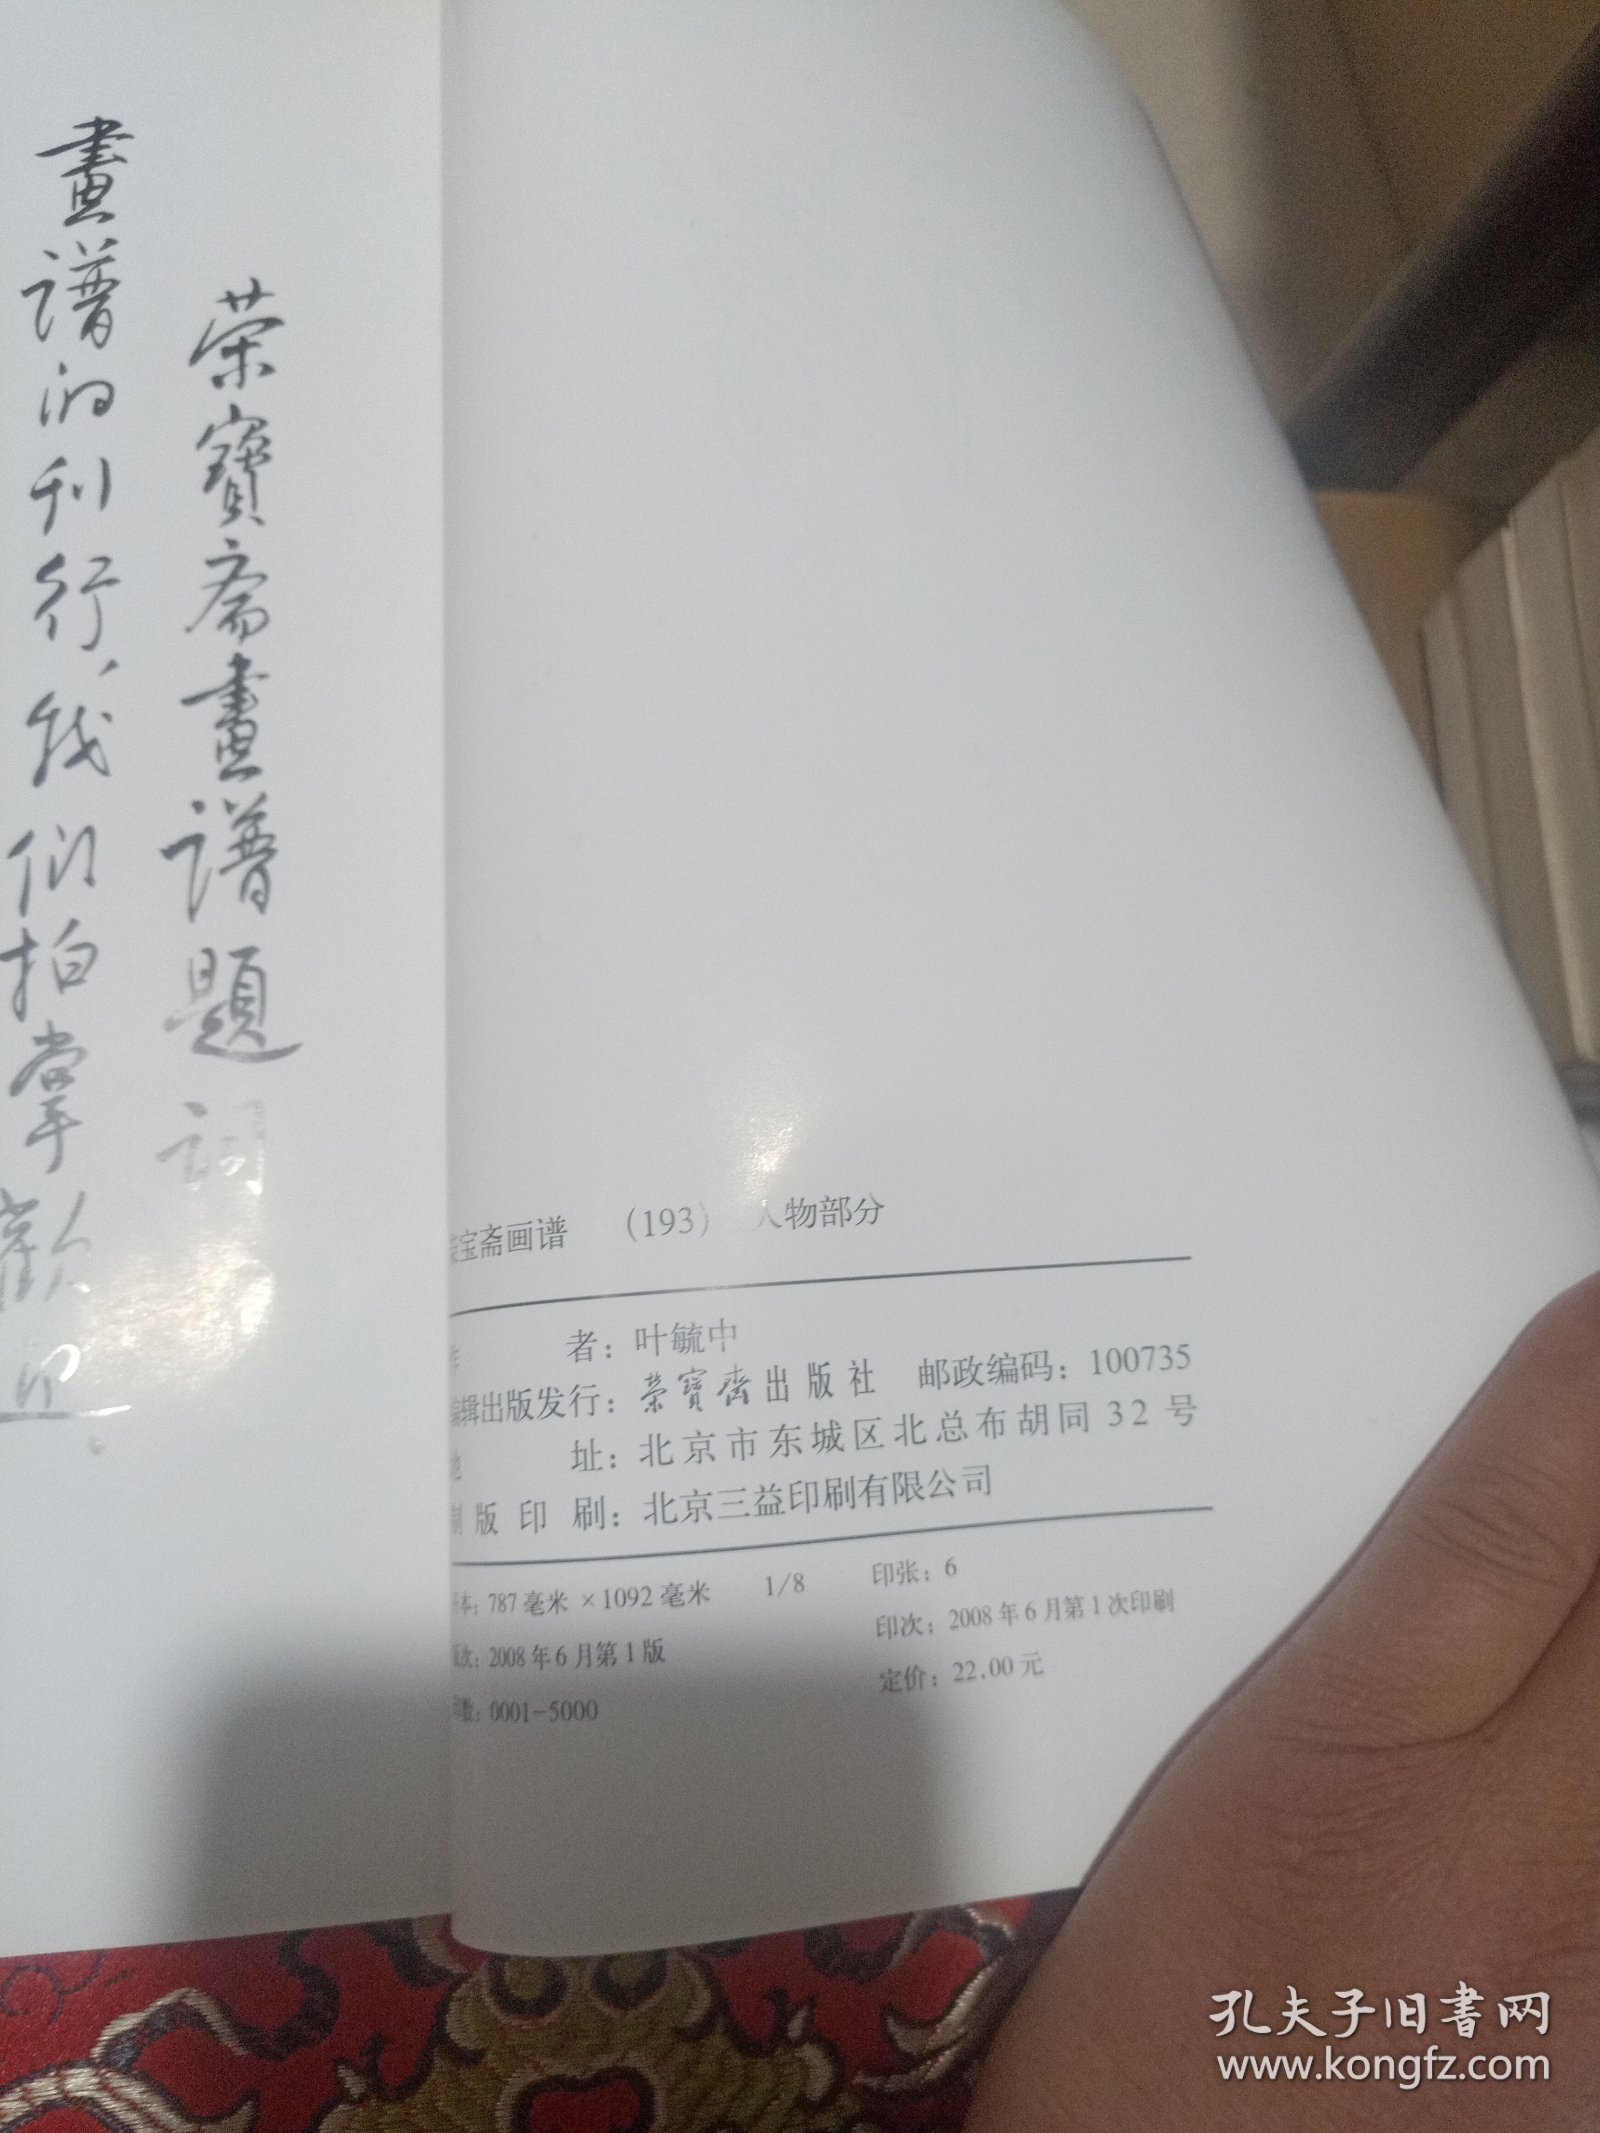 荣寶斋畫譜題词
畫譜的刊行，我们拍掌歡迎。
宝斋画谱 (193) 人物部分
者：叶毓中
编辑出版发行：荣寶齋出版社 邮政编码：100735
址：北京市东城区北总布胡同32号
制版印刷：北京三益印刷有限公司
本：787毫米×1092毫米 1/8 印张：6
版次：2008年6月第1版 印次：2008年6月第1次印刷
印数：0001-5000 定价：22.00元
孔夫子旧書网
www.kongfz.com